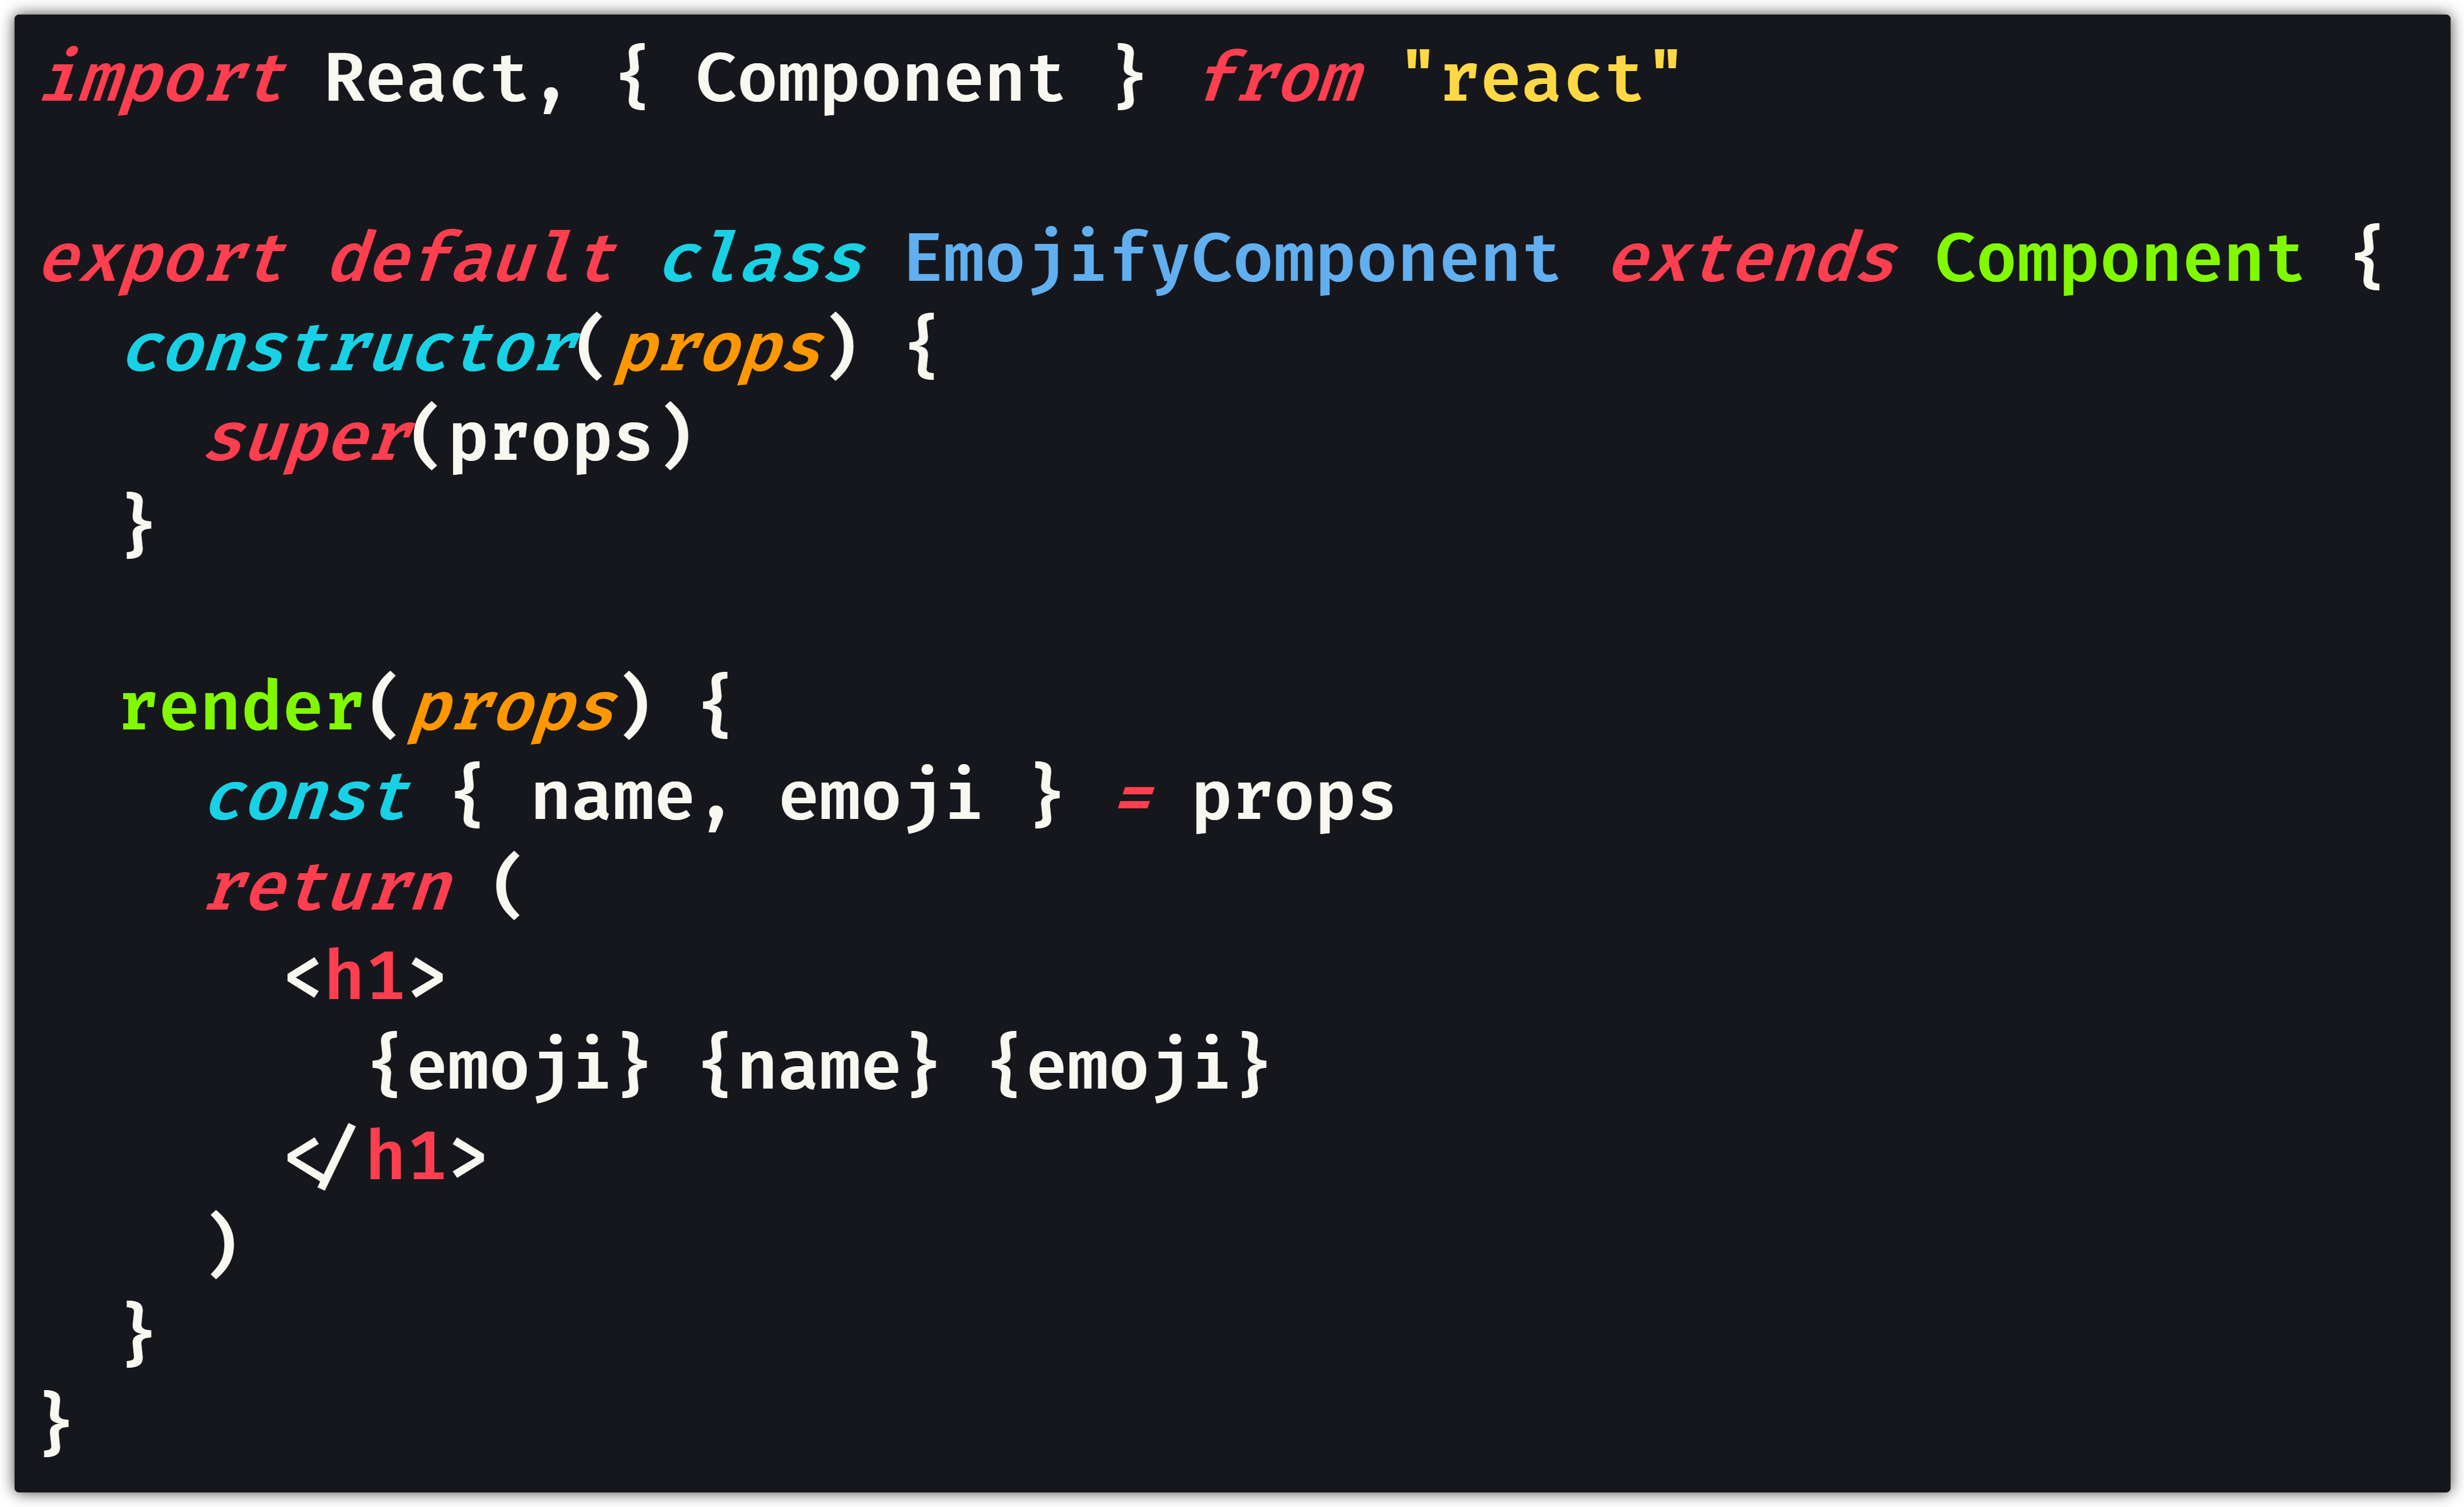 import React, { Component } from "react"

export default class EmojifyComponent extends Component {
  constructor(props) {
    super(props)
  }

  render(props) {
    const { name, emoji } = props
    return (
      <h1>
        {emoji} {name} {emoji}
      </h1>
    )
  }
}